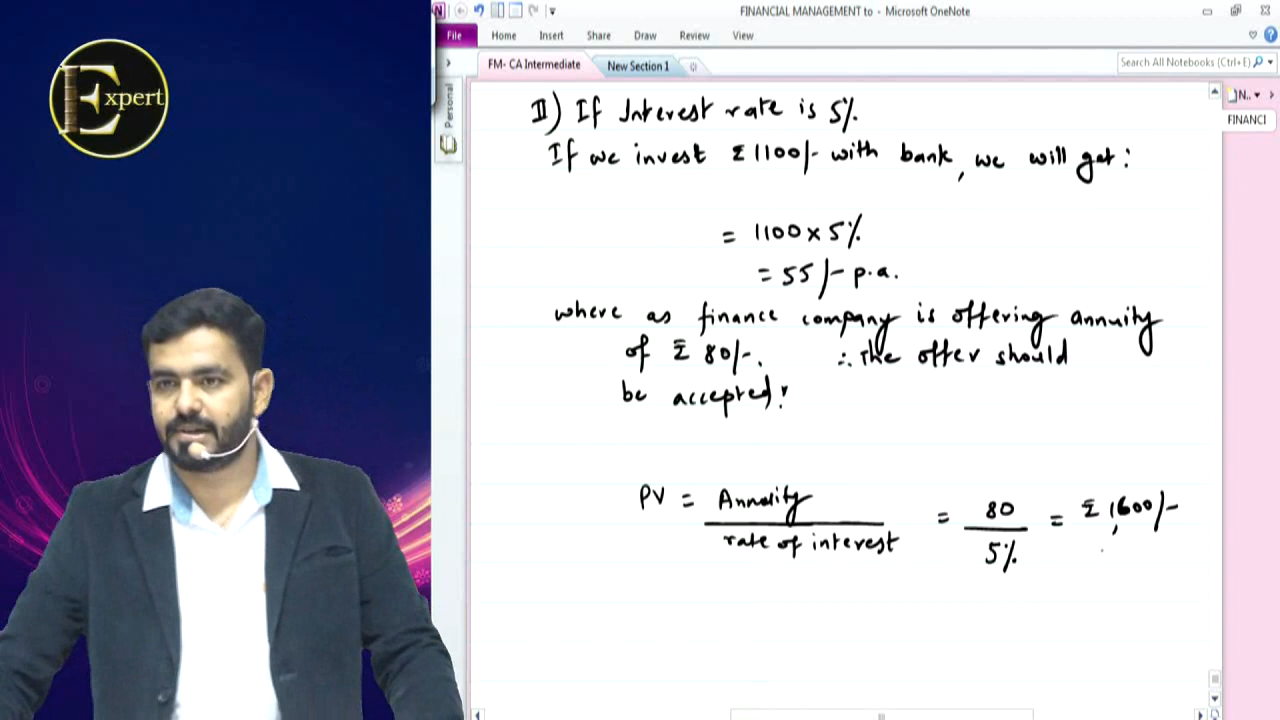 Expert
FINANCIAL MANAGEMENT to - Microsoft OneNote
File Home Insert Share Draw Review View
FM- CA Intermediate New Section 1
Search All Notebooks (Ctrl+E)
Personal
N..
FINANCI
II) If Interest rate is 5%.
If we invest ₹1100/- with bank, we will get:
= 1100 x 5%
= 55/- p.a.
where as finance company is offering annuity
of ₹ 80/-. ∴ The offer should
be accepted!
PV = Annuity / rate of interest = 80 / 5% = ₹ 1,600/-